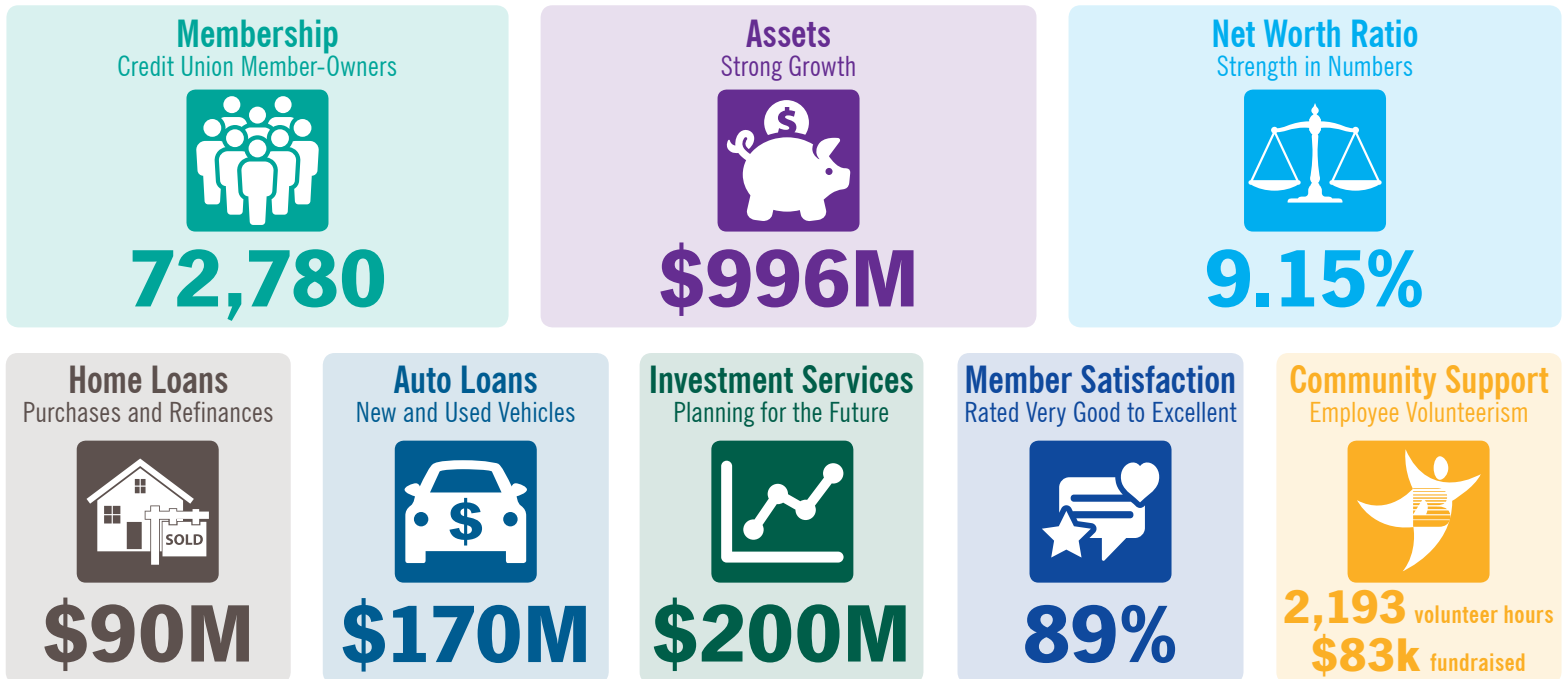 Membership
Credit Union Member-Owners
72,780
Assets
Strong Growth
$
$996M
Net Worth Ratio
Strength in Numbers
9.15%
Home Loans
Purchases and Refinances
SOLD
$90M
Auto Loans
New and Used Vehicles
$
$170M
Investment Services
Planning for the Future
$200M
Member Satisfaction
Rated Very Good to Excellent
89%
Community Support
Employee Volunteerism
2,193 volunteer hours
$83k fundraised